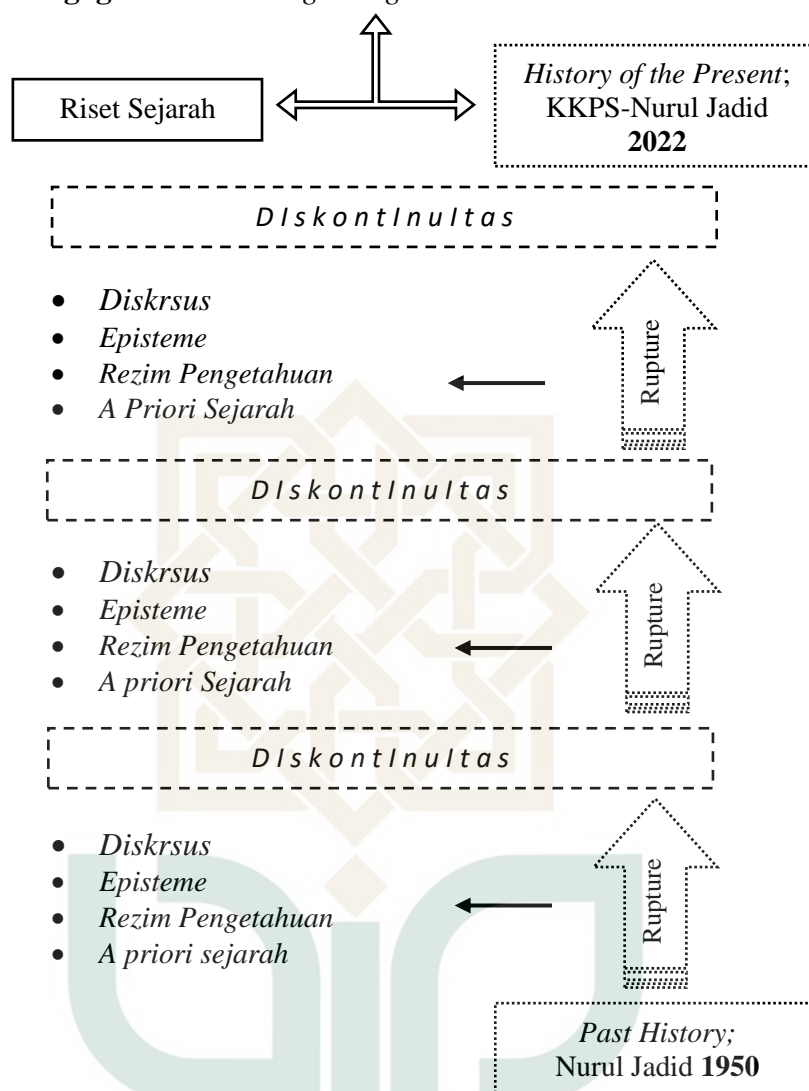 Riset Sejarah
History of the Present;
KKPS-Nurul Jadid
2022
DIskontInuItas
• Diskrsus
• Episteme
• Rezim Pengetahuan
• A Priori Sejarah
Rupture
DIskontInuItas
• Diskrsus
• Episteme
• Rezim Pengetahuan
• A priori Sejarah
Rupture
DIskontInuItas
• Diskrsus
• Episteme
• Rezim Pengetahuan
• A priori sejarah
Rupture
Past History;
Nurul Jadid 1950